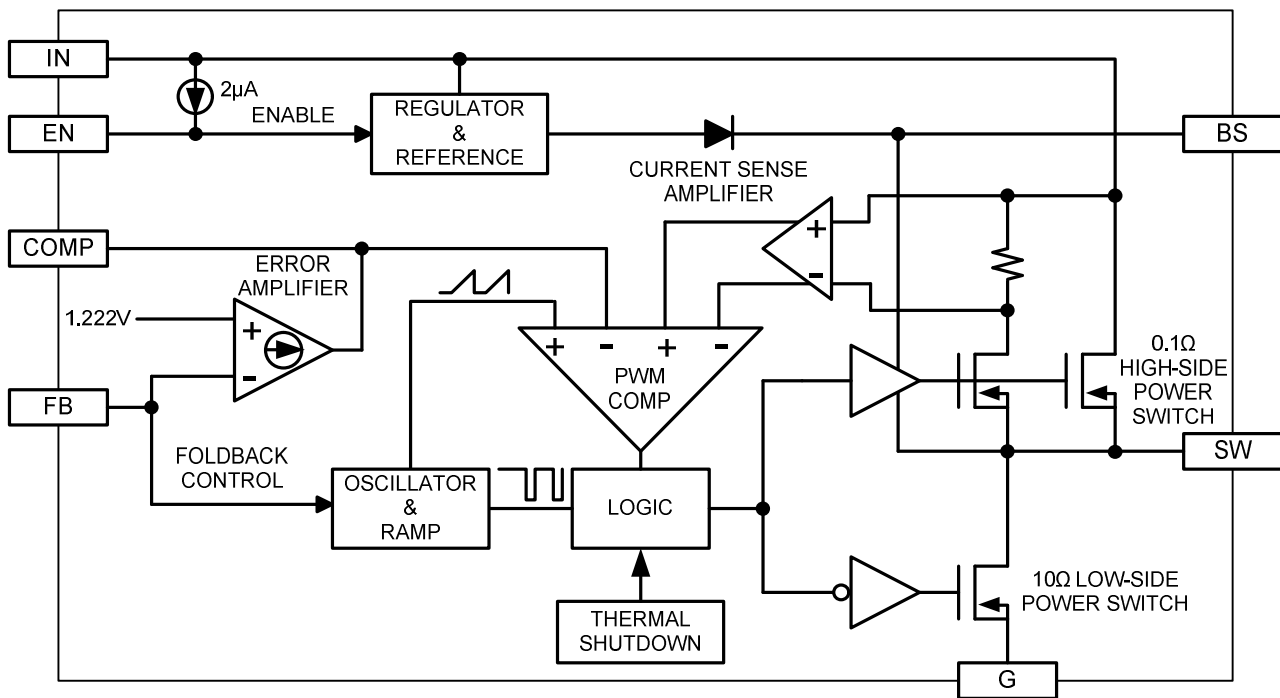 IN
2µA
EN
ENABLE
REGULATOR
&
REFERENCE
BS
CURRENT SENSE
AMPLIFIER
COMP
ERROR
AMPLIFIER
+
-
1.222V
+
-
+
-
+
-
PWM
COMP
0.1Ω
HIGH-SIDE
POWER
SWITCH
FB
SW
FOLDBACK
CONTROL
OSCILLATOR
&
RAMP
LOGIC
10Ω LOW-SIDE
POWER SWITCH
THERMAL
SHUTDOWN
G